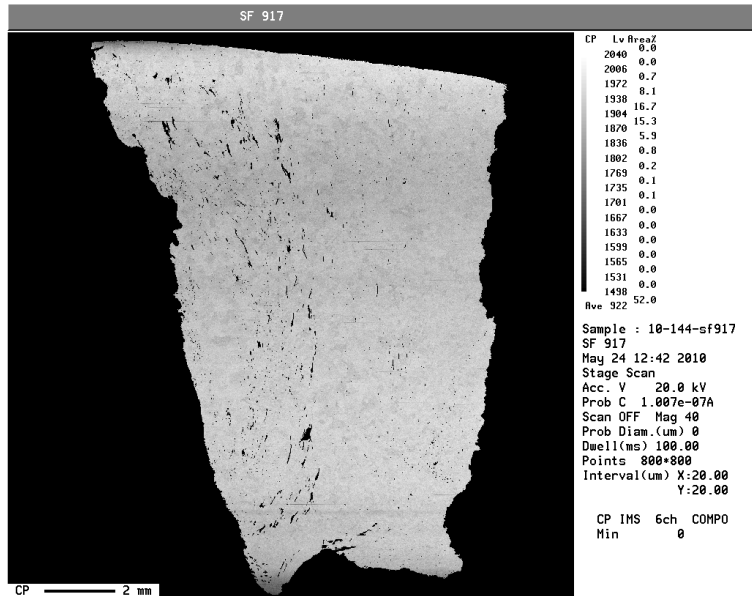 SF 917
CP Lv Area%
0.0
2040
0.0
2006
0.7
1972
8.1
1938
16.7
1904
15.3
1870
5.9
1836
0.8
1802
0.2
1769
0.1
1735
0.1
1701
0.0
1667
0.0
1633
0.0
1599
0.0
1565
0.0
1531
0.0
1498
52.0
Ave 922
Sample : 10-144-sf917
SF 917
May 24 12:42 2010
Stage Scan
Acc. V 20.0 kV
Prob C 1.007e-07A
Scan OFF Mag 40
Prob Diam.(um) 0
Dwell(ms) 100.00
Points 800*800
Interval(um) X:20.00
Y:20.00
CP IMS 6ch COMPO
Min 0
CP 2 mm